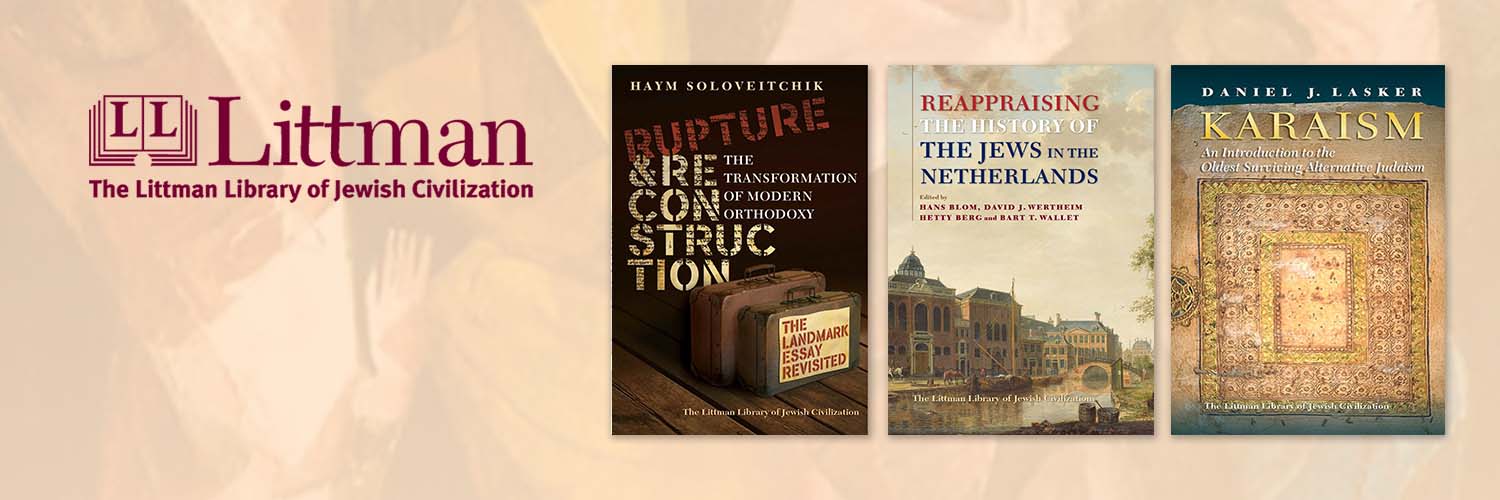 LL Littman
The Littman Library of Jewish Civilization
HAYM SOLOVEITCHIK
RUPTURE
& RE
CON
STRUC
TION
THE
TRANSFORMATION
OF MODERN
ORTHODOXY
THE
LANDMARK
ESSAY
REVISITED
The Littman Library of Jewish Civilization
REAPPRAISING
THE HISTORY OF
THE JEWS IN THE
NETHERLANDS
Edited by
HANS BLOM, DAVID J. WERTHEIM
HETTY BERG and BART T. WALLET
The Littman Library of Jewish Civilization
DANIEL J. LASKER
KARAISM
An Introduction to the
Oldest Surviving Alternative Judaism
The Littman Library of Jewish Civilization